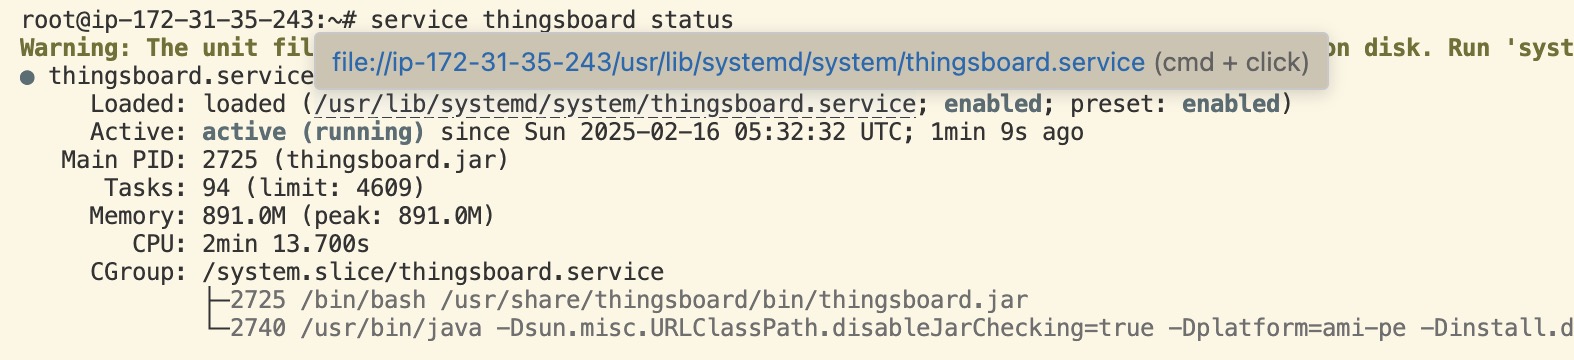 root@ip-172-31-35-243:~# service thingsboard status
Warning: The unit fil on disk. Run 'syst
file://ip-172-31-35-243/usr/lib/systemd/system/thingsboard.service (cmd + click)
● thingsboard.service
Loaded: loaded (/usr/lib/systemd/system/thingsboard.service; enabled; preset: enabled)
Active: active (running) since Sun 2025-02-16 05:32:32 UTC; 1min 9s ago
Main PID: 2725 (thingsboard.jar)
Tasks: 94 (limit: 4609)
Memory: 891.0M (peak: 891.0M)
CPU: 2min 13.700s
CGroup: /system.slice/thingsboard.service
├─2725 /bin/bash /usr/share/thingsboard/bin/thingsboard.jar
└─2740 /usr/bin/java -Dsun.misc.URLClassPath.disableJarChecking=true -Dplatform=ami-pe -Dinstall.d